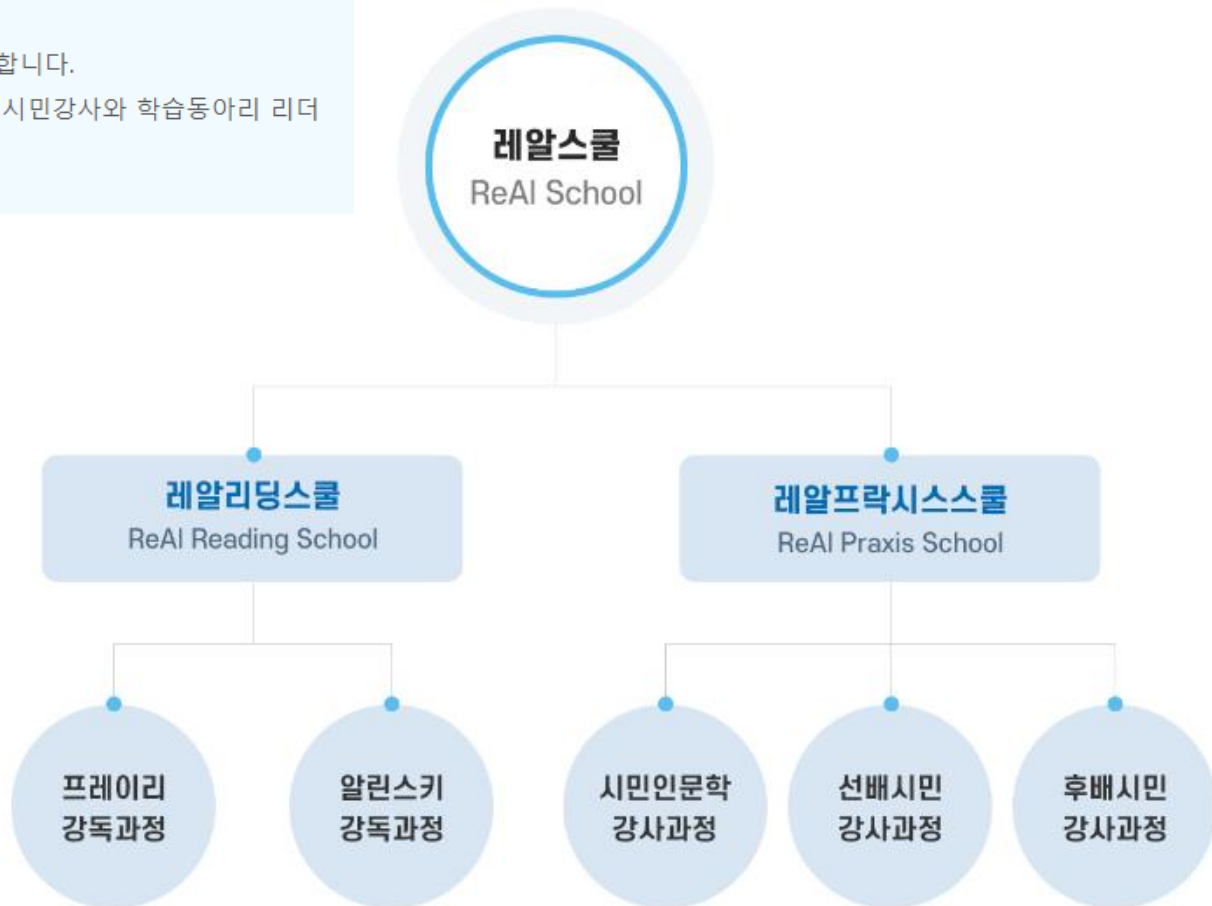 합니다.
시민강사와 학습동아리 리더
레알스쿨
ReAl School
레알리딩스쿨
ReAl Reading School
레알프락시스스쿨
ReAl Praxis School
프레이리
강독과정
알린스키
강독과정
시민인문학
강사과정
선배시민
강사과정
후배시민
강사과정